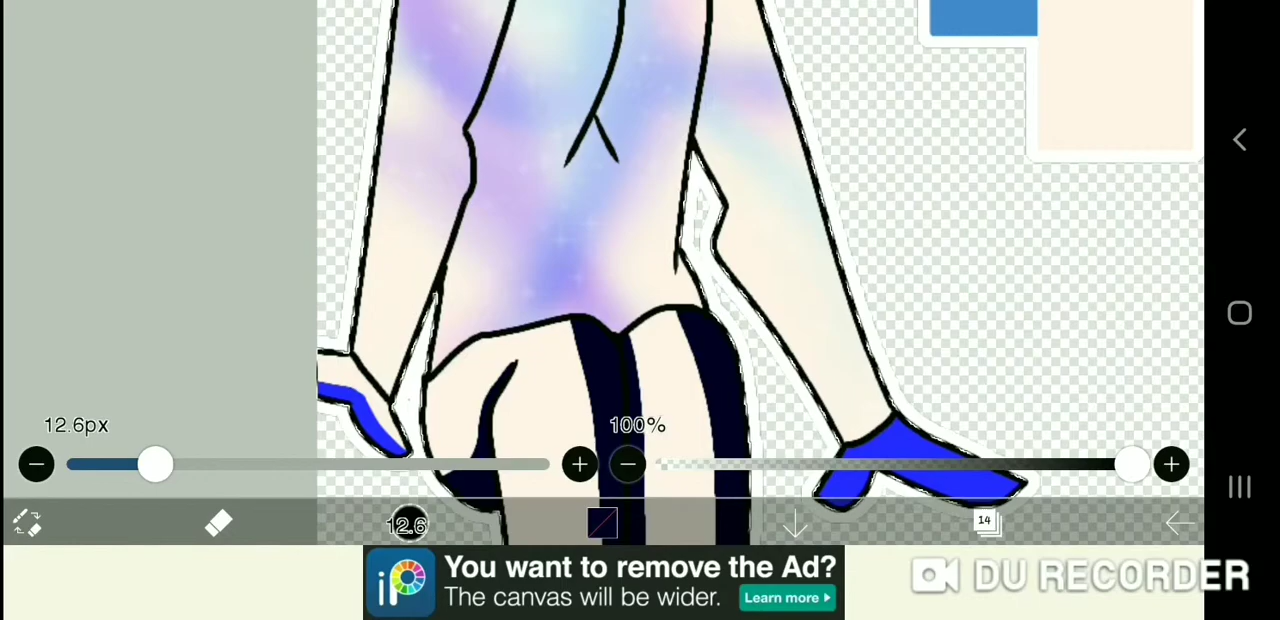 12.6px
100%
12.6
14
iP
You want to remove the Ad?
The canvas will be wider.
Learn more
DU RECORDER